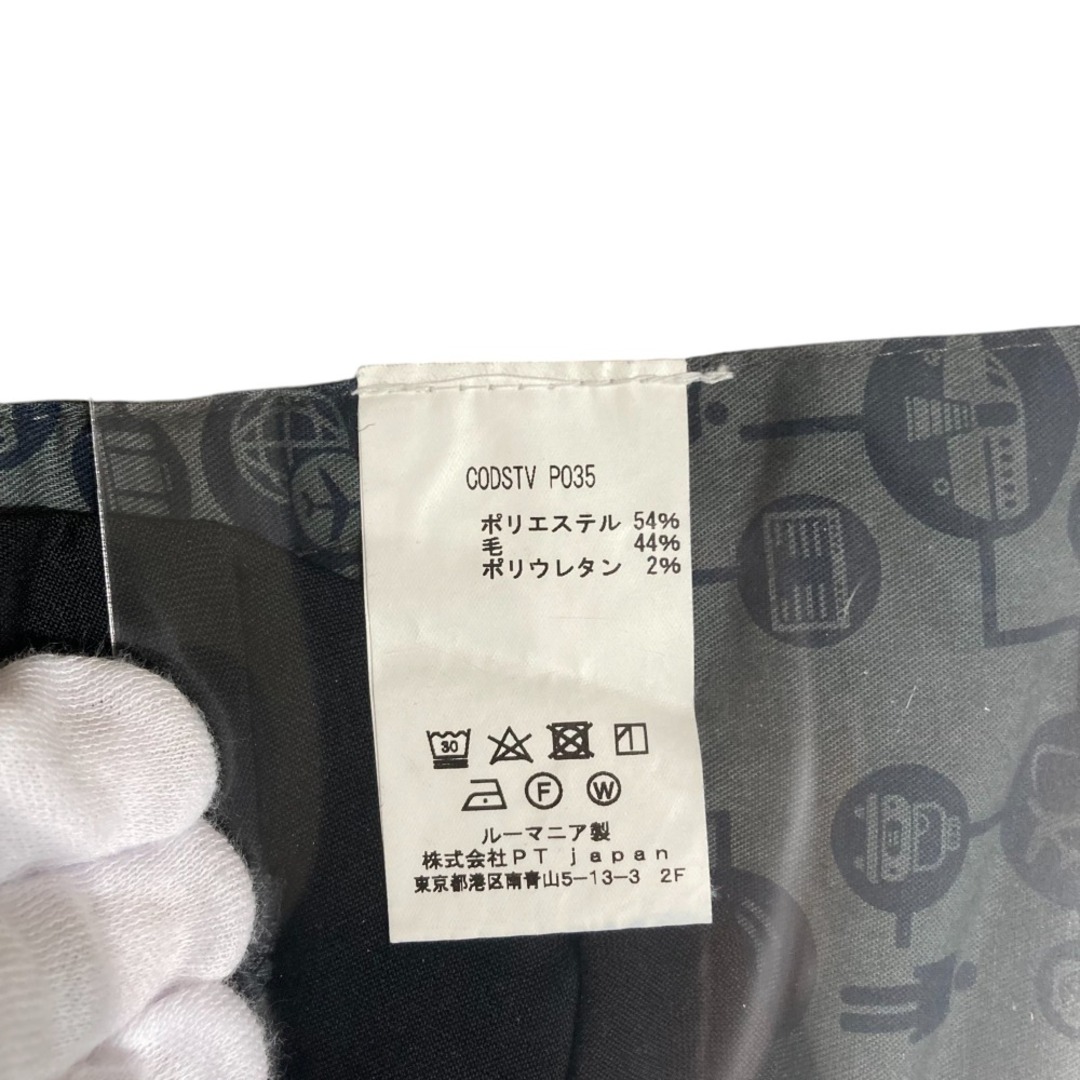 CODSTV P035
ポリエステル 54%
毛 44%
ポリウレタン 2%
30
F W
ルーマニア製
株式会社PT japan
東京都港区南青山5-13-3 2F